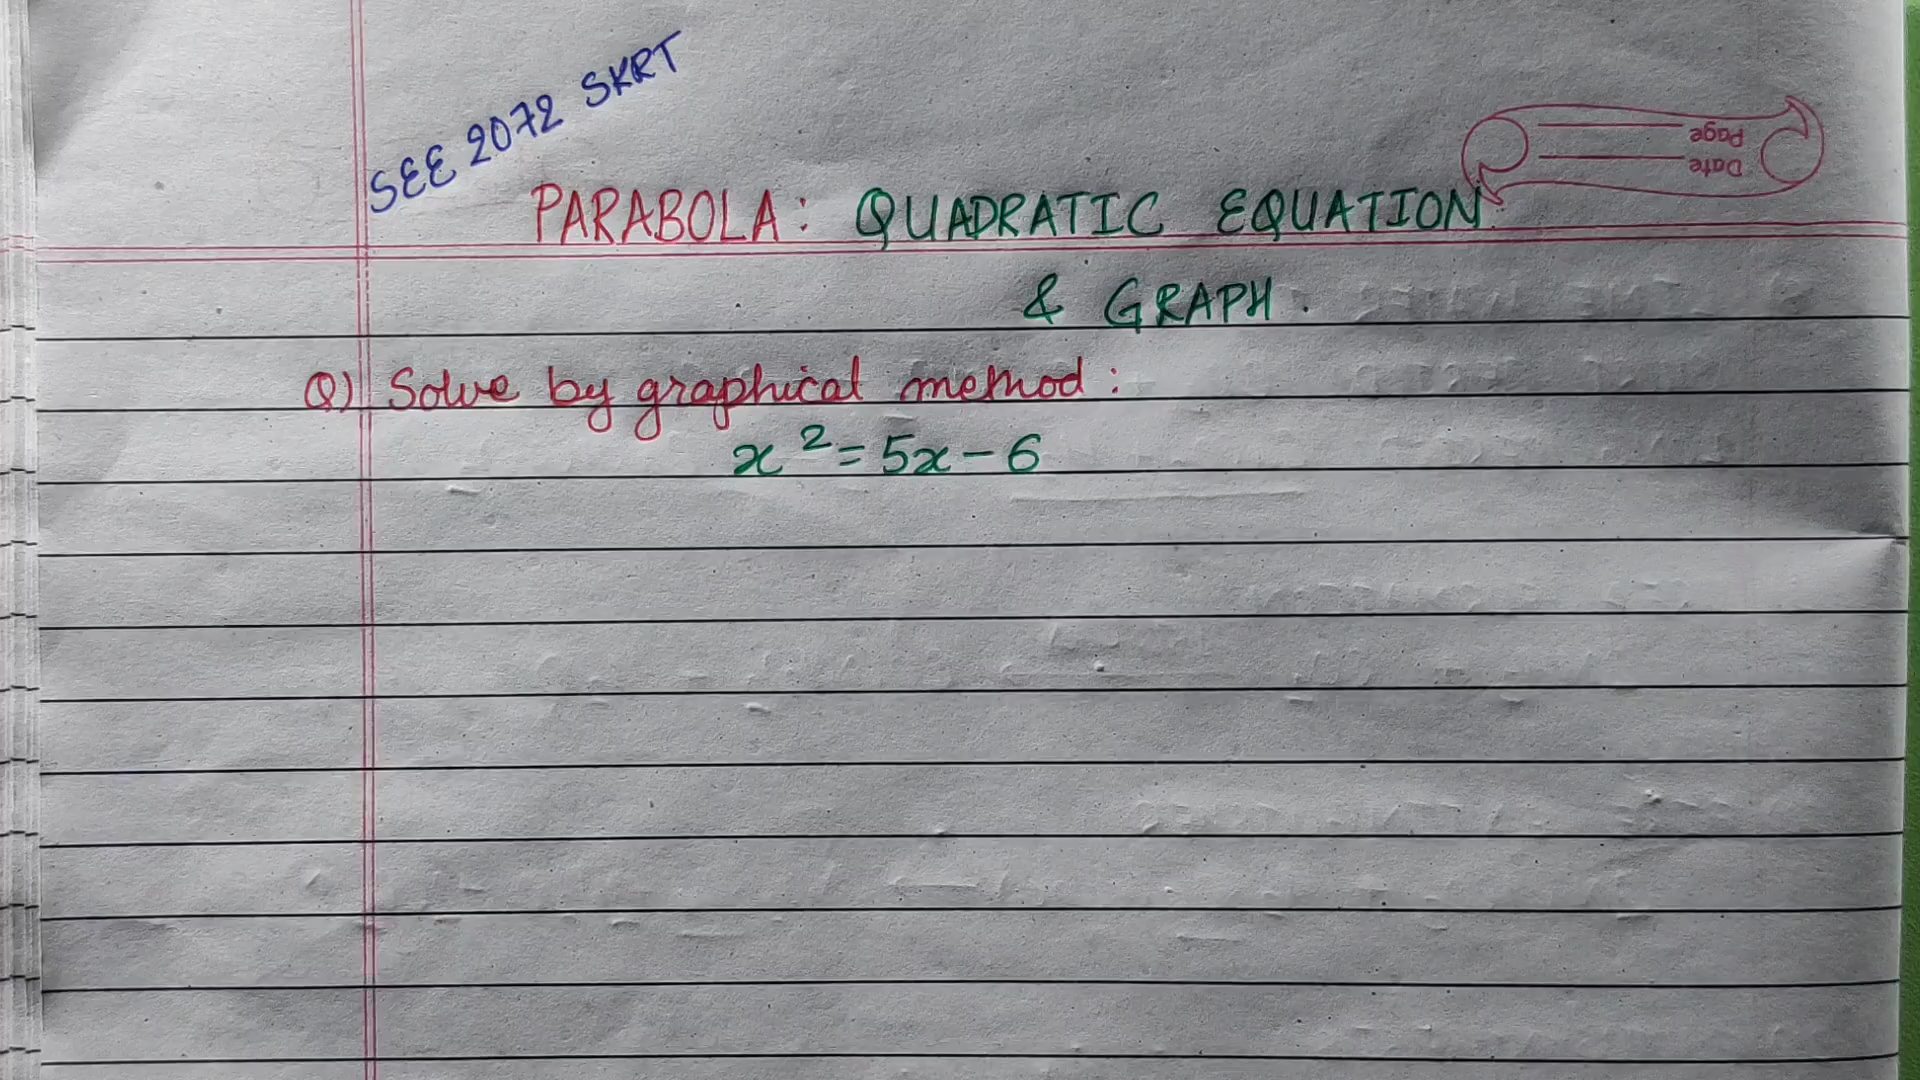 SEE 2072 SKRT
Page
Date
PARABOLA: QUADRATIC EQUATION
& GRAPH.
Q) Solve by graphical method:
x² = 5x - 6